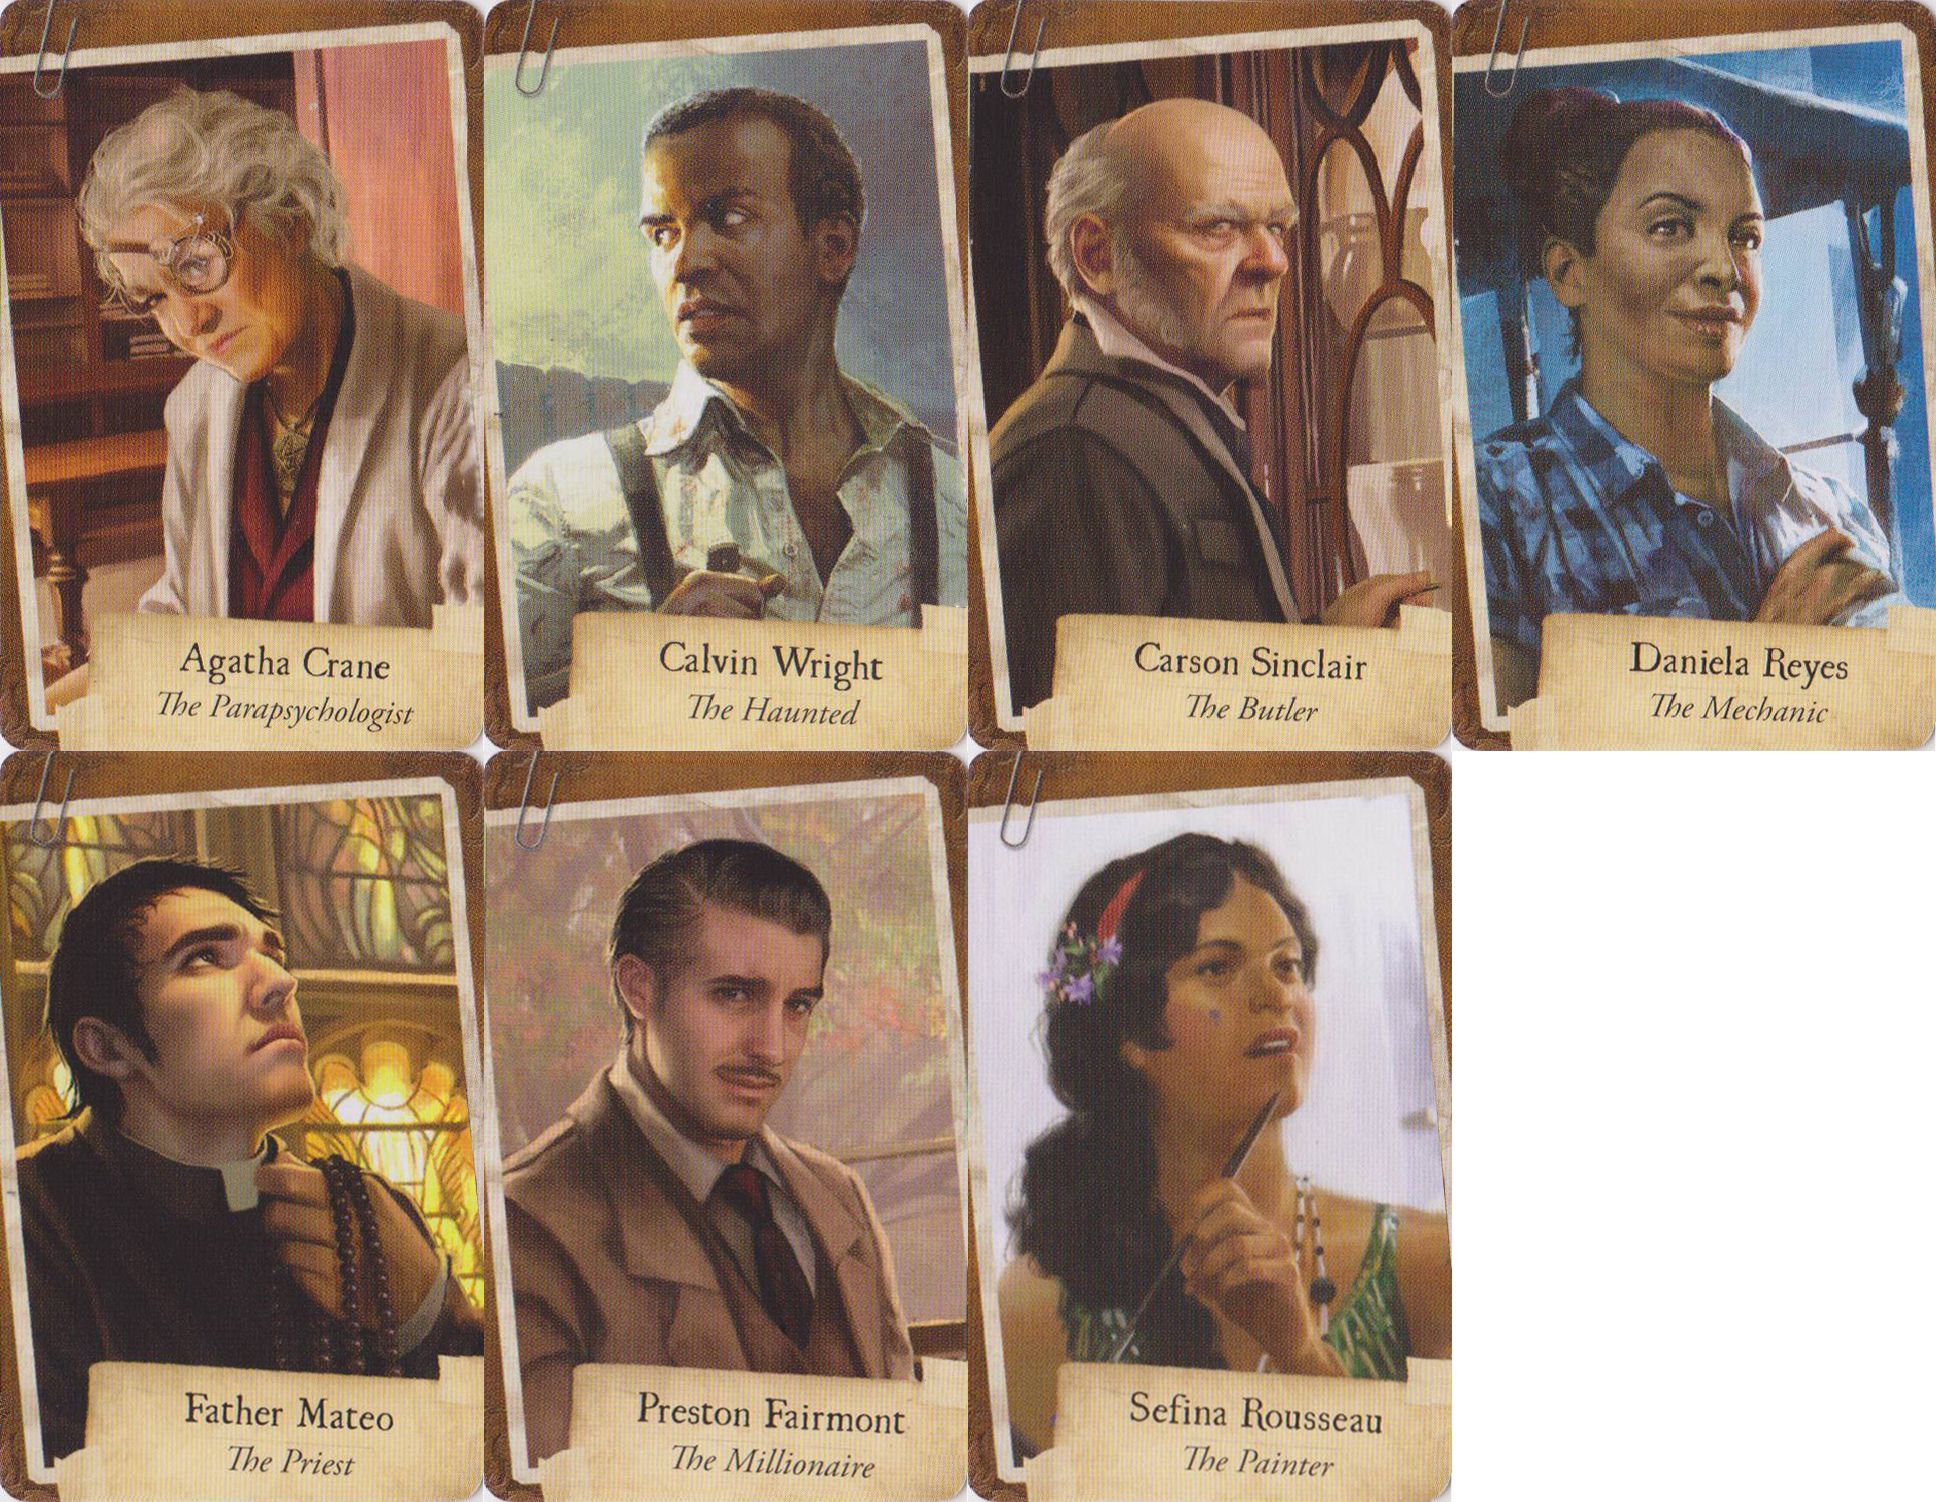 Agatha Crane
The Parapsychologist
Calvin Wright
The Haunted
Carson Sinclair
The Butler
Daniela Reyes
The Mechanic
Father Mateo
The Priest
Preston Fairmont
The Millionaire
Sefina Rousseau
The Painter